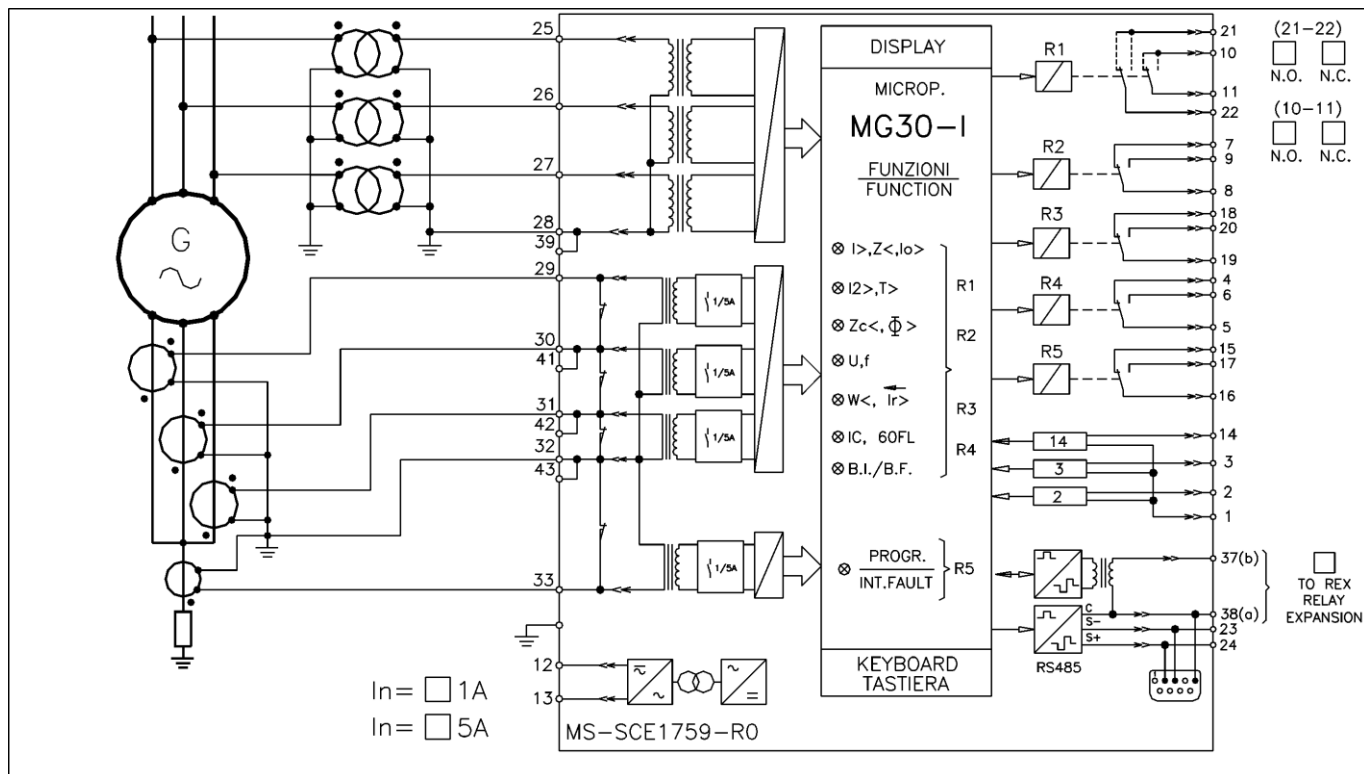 25
26
27
28
39
29
30
41
31
42
32
43
33
12
13
G
In= 1A
In= 5A
MS-SCE1759-R0
1/5A
1/5A
1/5A
1/5A
DISPLAY
MICROP.
MG30-I
FUNZIONI
FUNCTION
I>,Z<,Io>
I2>,T>
Zc<, Φ>
U,f
W<, Ir>
IC, 60FL
B.I./B.F.
R1
R2
R3
R4
PROGR.
INT.FAULT
R5
KEYBOARD
TASTIERA
R1
R2
R3
R4
R5
14
3
2
C
S-
S+
RS485
21
10
11
22
7
9
8
18
20
19
4
6
5
15
17
16
14
3
2
1
37(b)
38(a)
23
24
(21-22)
N.O. N.C.
(10-11)
N.O. N.C.
TO REX
RELAY
EXPANSION